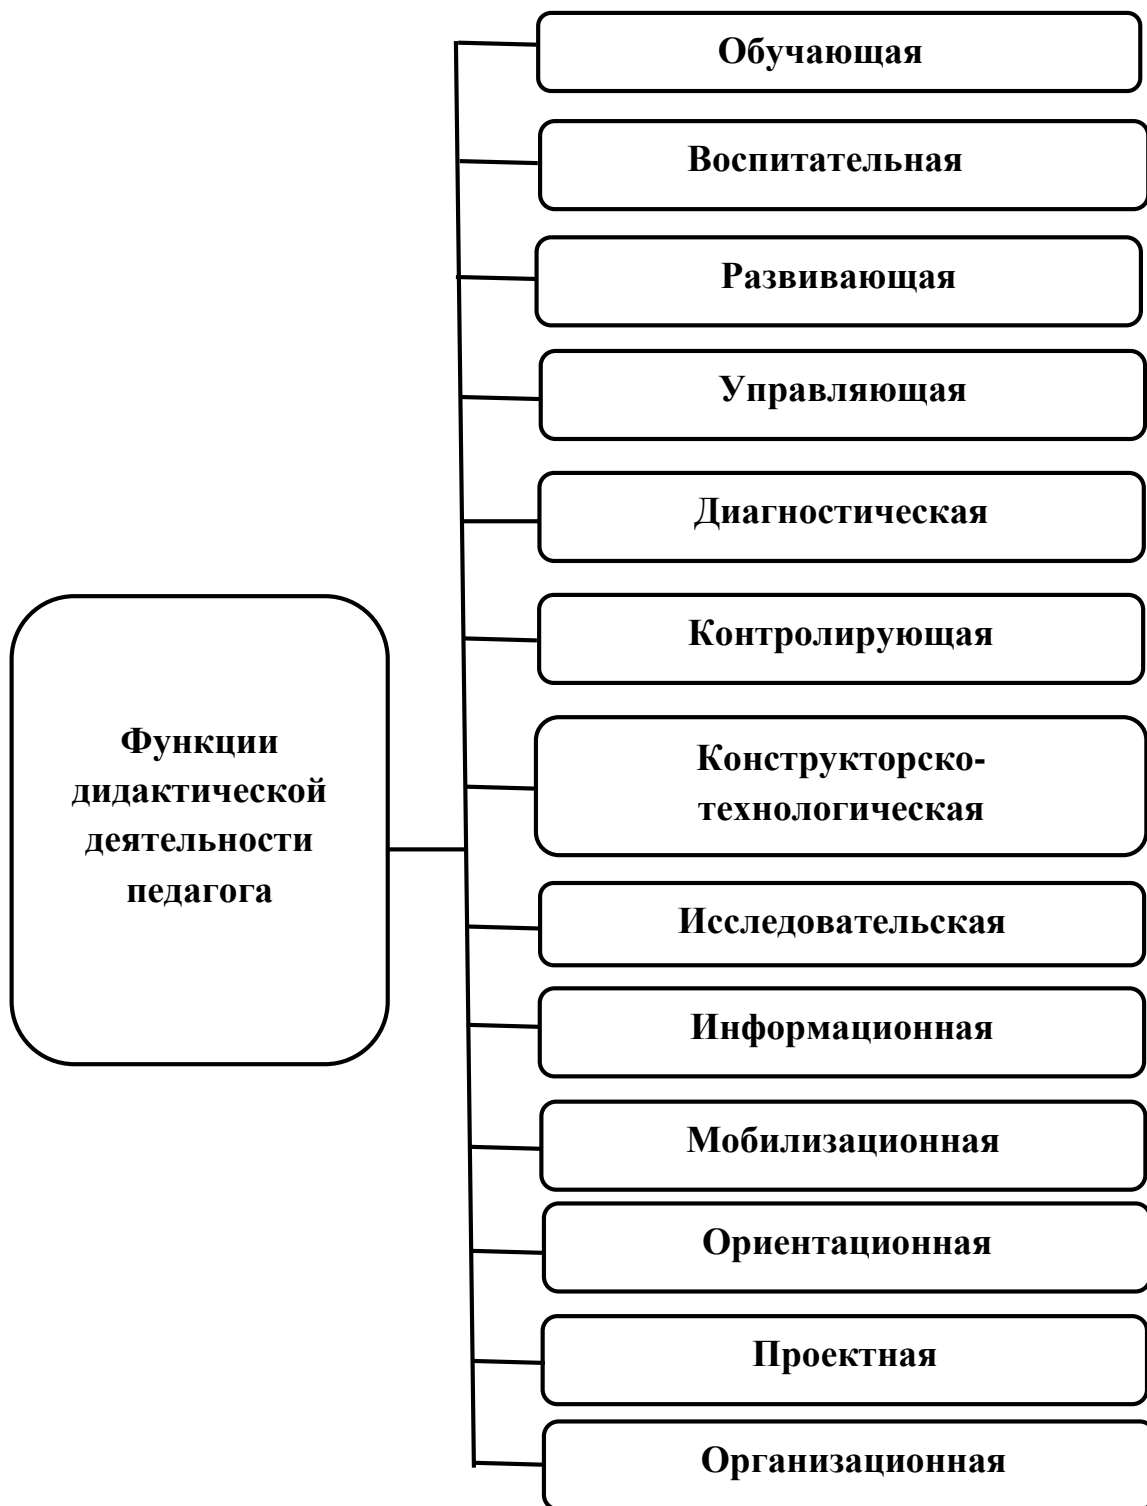 Обучающая
Воспитательная
Развивающая
Управляющая
Диагностическая
Контролирующая
Функции
дидактической
деятельности
педагога
Конструкторско-
технологическая
Исследовательская
Информационная
Мобилизационная
Ориентационная
Проектная
Организационная